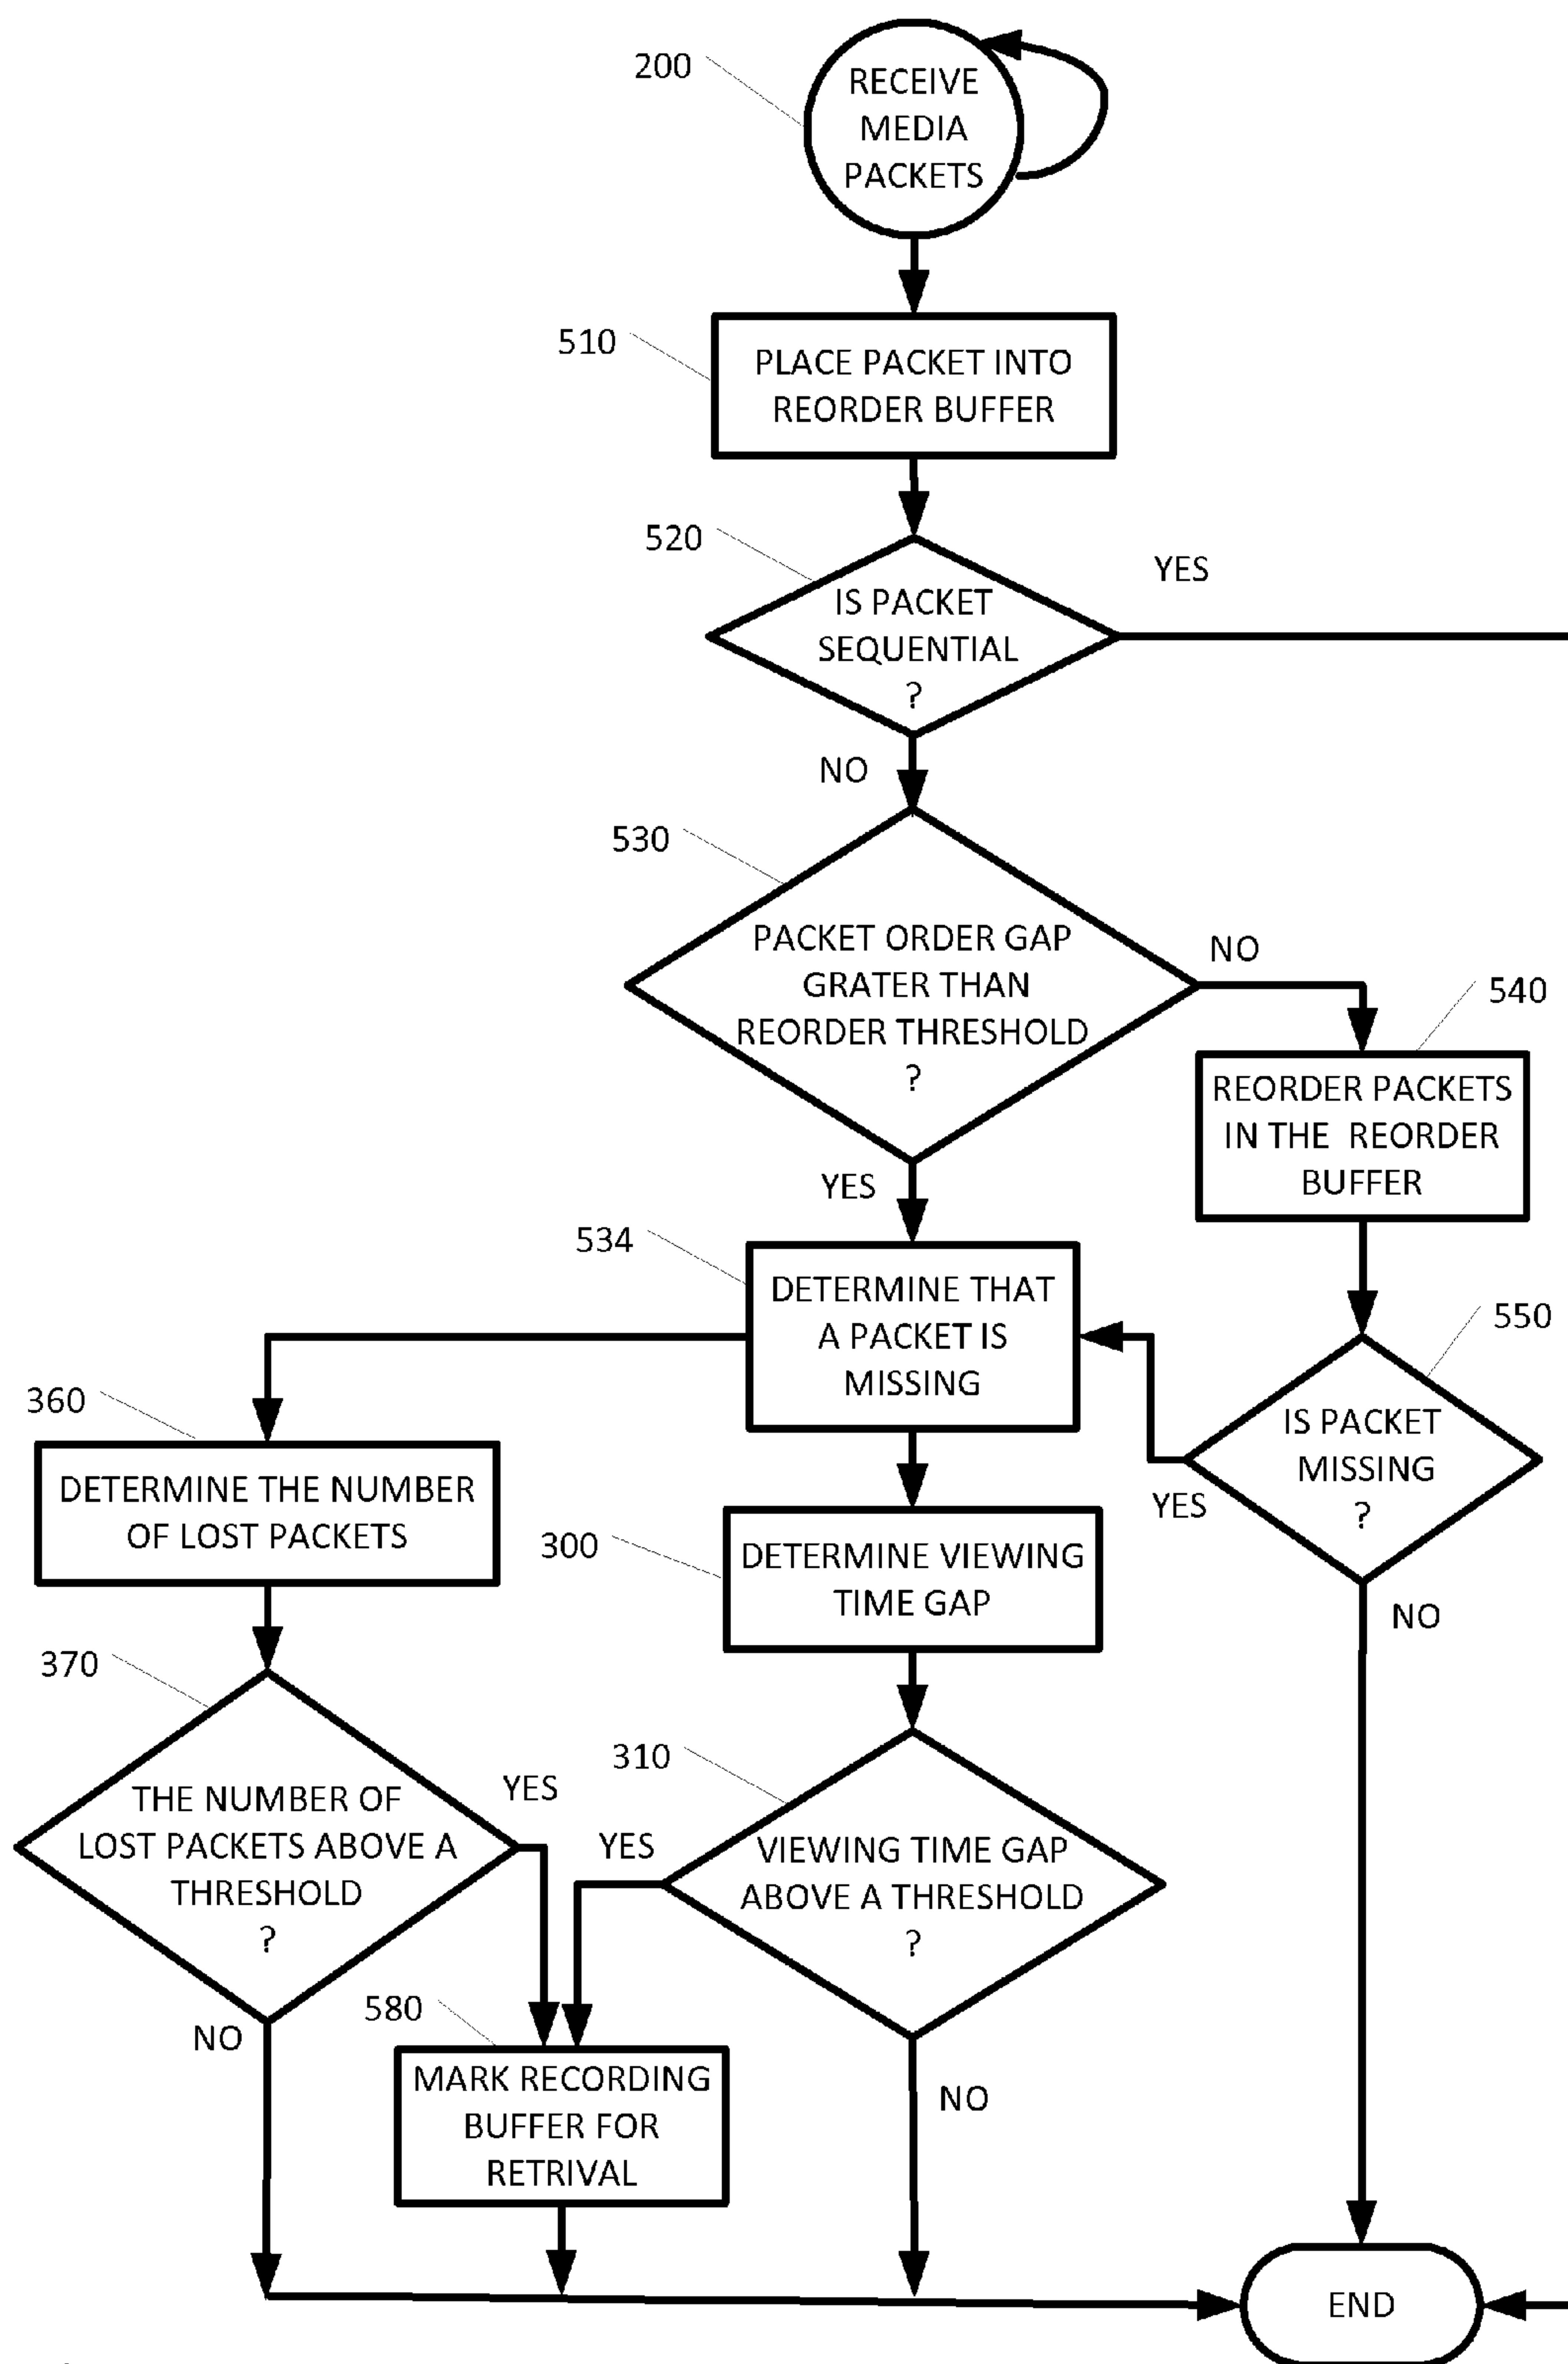 200
RECEIVE
MEDIA
PACKETS
510
PLACE PACKET INTO
REORDER BUFFER
520
IS PACKET
SEQUENTIAL
?
YES
NO
530
PACKET ORDER GAP
GRATER THAN
REORDER THRESHOLD
?
NO
540
REORDER PACKETS
IN THE REORDER
BUFFER
YES
534
DETERMINE THAT
A PACKET IS
MISSING
550
IS PACKET
MISSING
?
YES
NO
360
DETERMINE THE NUMBER
OF LOST PACKETS
300
DETERMINE VIEWING
TIME GAP
370
THE NUMBER OF
LOST PACKETS ABOVE A
THRESHOLD
?
YES
NO
310
VIEWING TIME GAP
ABOVE A THRESHOLD
?
YES
NO
580
MARK RECORDING
BUFFER FOR
RETRIVAL
END